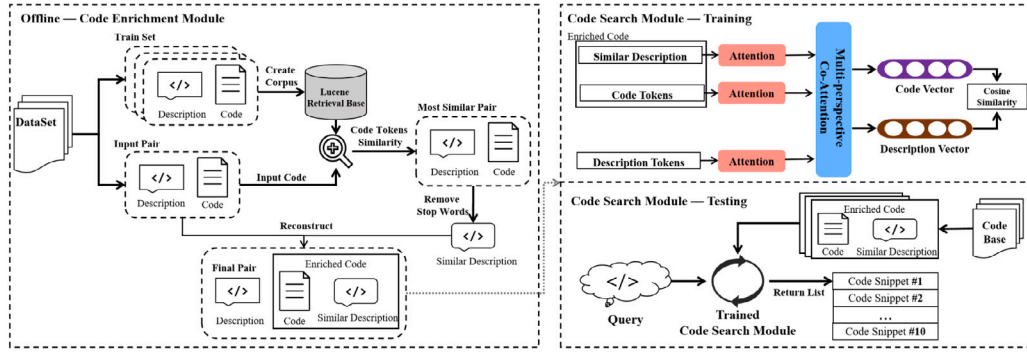 Offline — Code Enrichment Module
Train Set
</>
Description
Code
Create
Corpus
Lucene
Retrieval Base
DataSet
Input Pair
</>
Description
Code
Input Code
Code Tokens
Similarity
Most Similar Pair
</>
Description
Code
Remove
Stop Words
</>
Similar Description
Reconstruct
Final Pair
</>
Description
Enriched Code
Code
</>
Similar Description
Code Search Module — Training
Enriched Code
Similar Description
Attention
Code Tokens
Attention
Description Tokens
Attention
Multi-perspective
Co-Attention
Code Vector
Description Vector
Cosine
Similarity
Code Search Module — Testing
Enriched Code
Code
</>
Similar Description
Code
Base
</>
Query
Trained
Code Search Module
Return List
Code Snippet #1
Code Snippet #2
...
Code Snippet #10